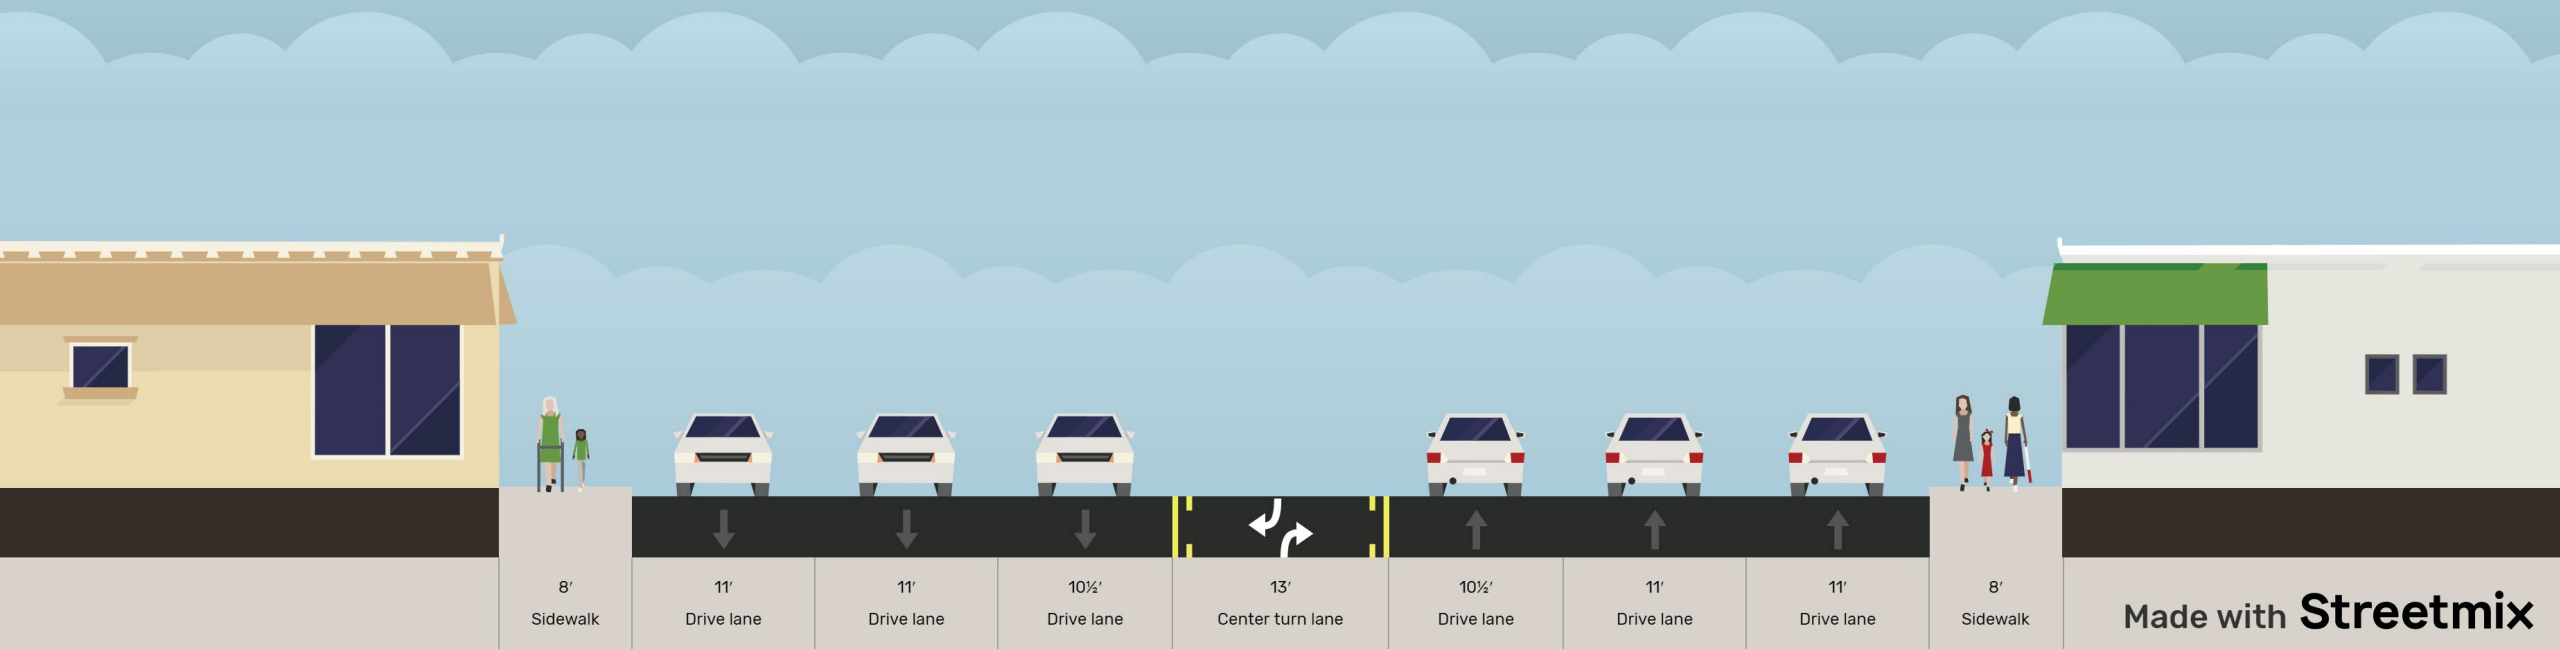 8′
Sidewalk
11′
Drive lane
11′
Drive lane
10½′
Drive lane
13′
Center turn lane
10½′
Drive lane
11′
Drive lane
11′
Drive lane
8′
Sidewalk
Made with Streetmix